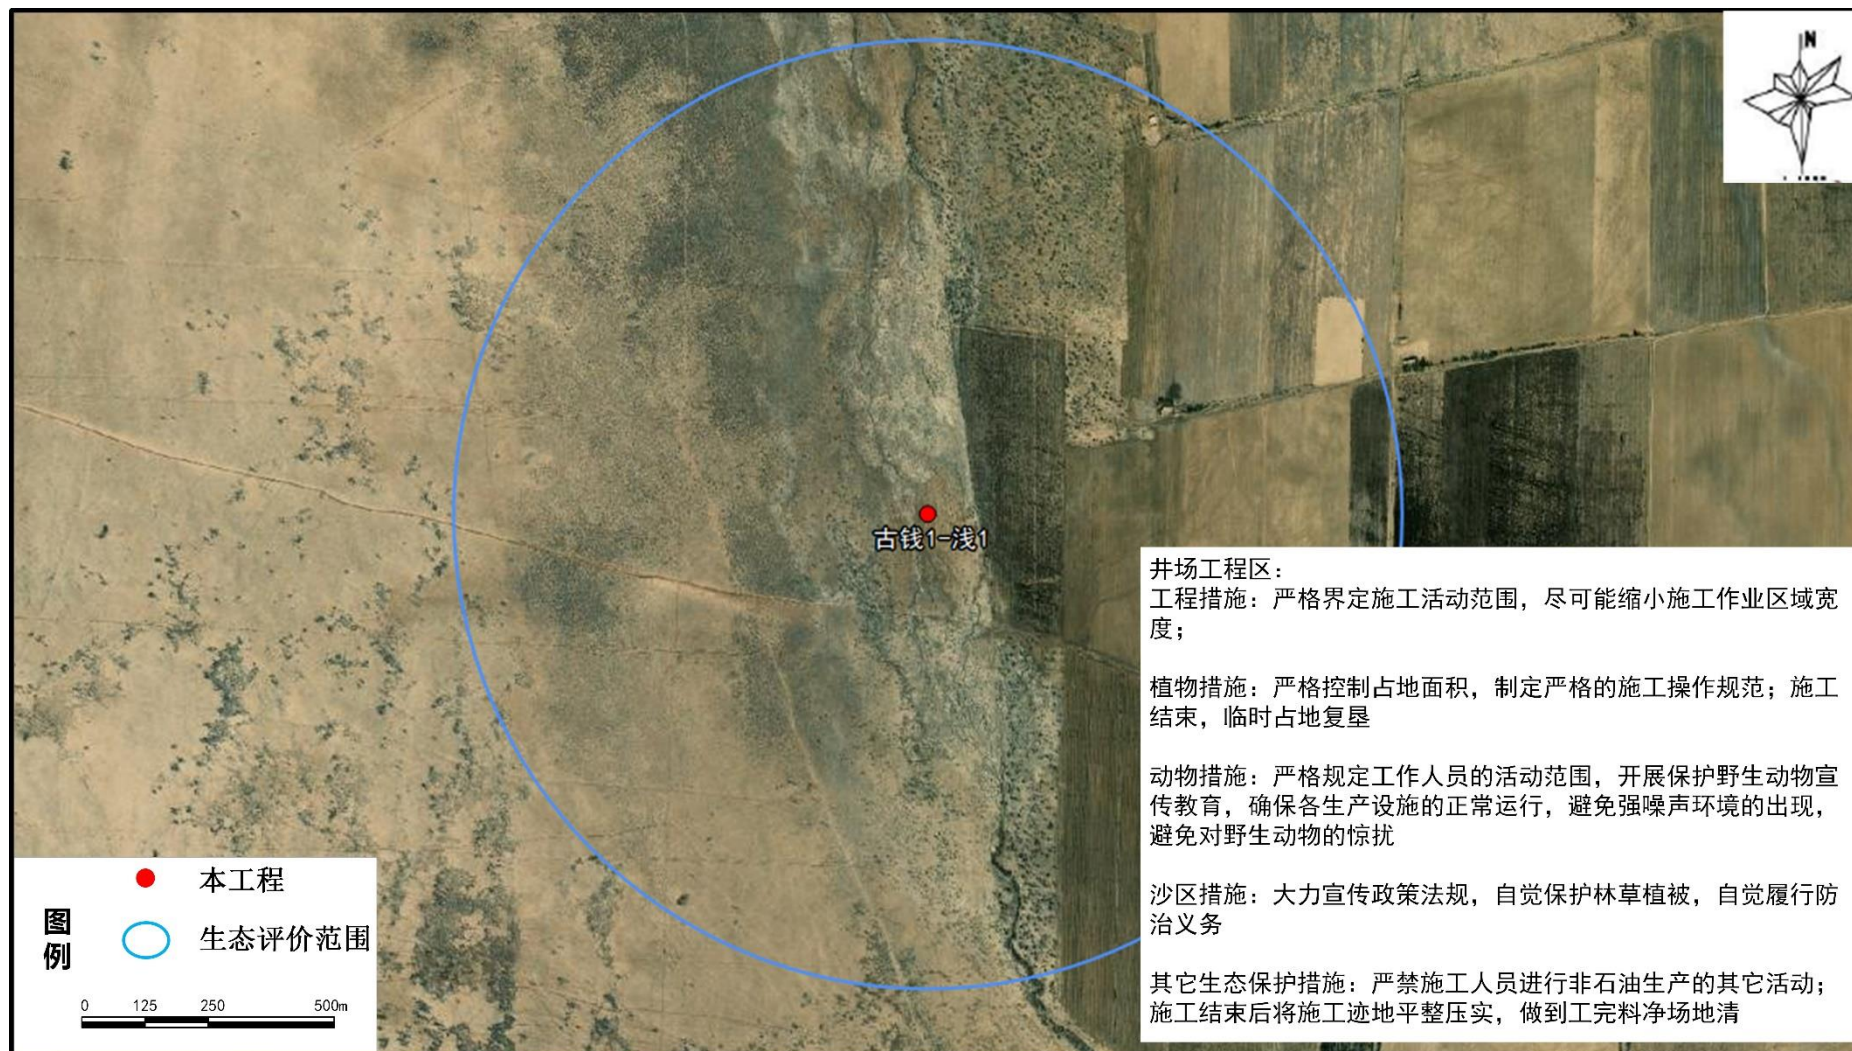 N
古钱1-浅1
井场工程区：
工程措施：严格界定施工活动范围，尽可能缩小施工作业区域宽
度；
植物措施：严格控制占地面积，制定严格的施工操作规范；施工
结束，临时占地复垦
动物措施：严格规定工作人员的活动范围，开展保护野生动物宣
传教育，确保各生产设施的正常运行，避免强噪声环境的出现，
避免对野生动物的惊扰
沙区措施：大力宣传政策法规，自觉保护林草植被，自觉履行防
治义务
其它生态保护措施：严禁施工人员进行非石油生产的其它活动；
施工结束后将施工迹地平整压实，做到工完料净场地清
图例
本工程
生态评价范围
0 125 250 500m